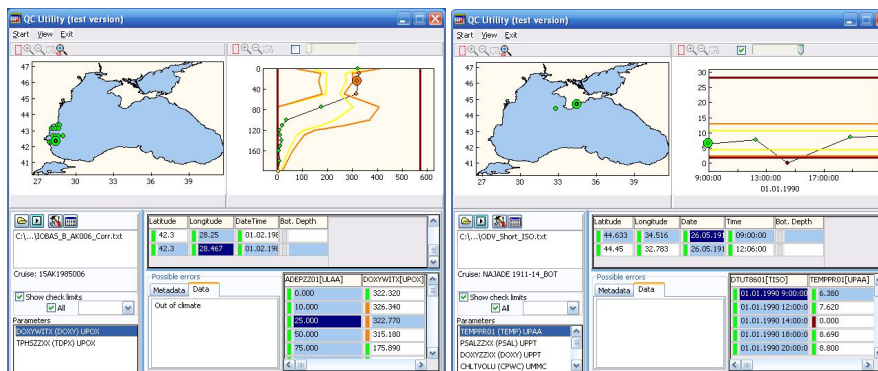 QC Utility (test version)
Start View Exit
47
46
45
44
43
42
41
27 30 33 36 39 42
0
40
80
120
160
0 100 200 300 400 500 600
C:\...\IOBAS_B_AK006_Corr.txt
Cruise: 15AK1985006
Show check limits
All
Parameters
DOXYWITX (DOXY) UPOX
TPHSZZXX (TDPX) UPOX
Latitude Longitude DateTime Bot. Depth
42.3 28.25 01.02.198
42.3 28.467 01.02.198
Possible errors
Metadata Data
Out of climate
ADEPZZ01[ULAA] DOXYWITX[UPOX]
0.000 322.320
10.000 326.340
25.000 322.770
50.000 315.180
75.000 175.890
QC Utility (test version)
Start View Exit
47
46
45
44
43
42
41
27 30 33 36 39 42
30
25
20
15
10
5
0
9:00:00 13:00:00 17:00:00
01.01.1990
C:\...\ODV_Short_ISO.txt
Cruise: NAJADE 1911-14_BOT
Show check limits
All
Parameters
TEMPPR01 (TEMP) UPAA
PSALZZXX (PSAL) UPPT
DOXYZZXX (DOXY) UPPT
CHLTVOLU (CPWC) UMMC
Latitude Longitude Date Time Bot. Depth
44.633 34.516 26.05.191 09:00:00
44.45 32.783 26.05.191 12:06:00
Possible errors
Metadata Data
DTUT8601[TISO] TEMPPR01[UPAA]
01.01.1990 9:00:00 6.380
01.01.1990 12:00:0 7.620
01.01.1990 14:00:0 0.000
01.01.1990 18:00:0 8.690
01.01.1990 20:00:0 8.800